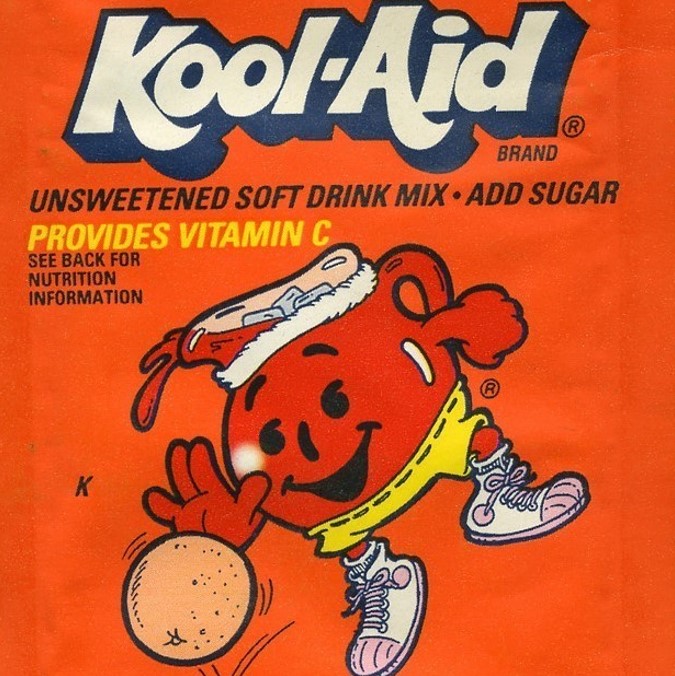 Kool-Aid®
BRAND
UNSWEETENED SOFT DRINK MIX • ADD SUGAR
PROVIDES VITAMIN C
SEE BACK FOR
NUTRITION
INFORMATION
®
K